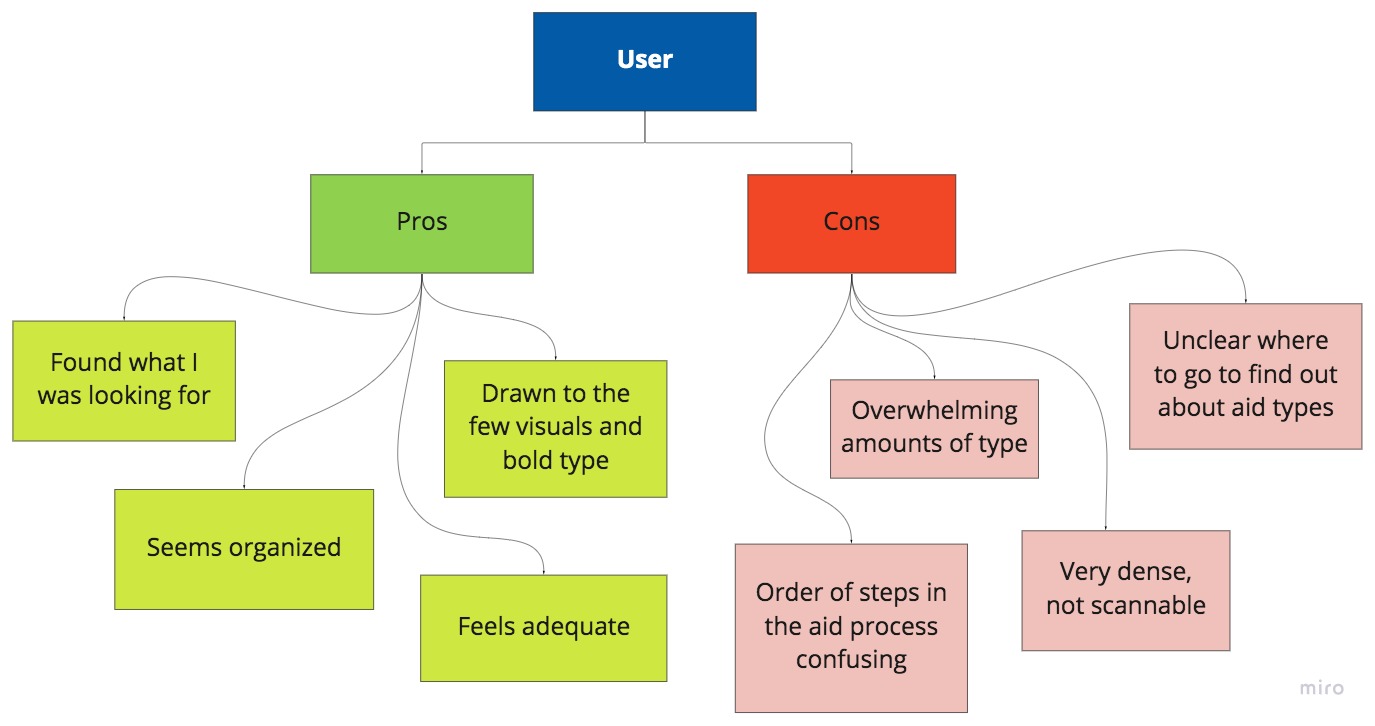 User
Pros
Cons
Found what I
was looking for
Seems organized
Feels adequate
Drawn to the
few visuals and
bold type
Order of steps in
the aid process
confusing
Overwhelming
amounts of type
Very dense,
not scannable
Unclear where
to go to find out
about aid types
miro